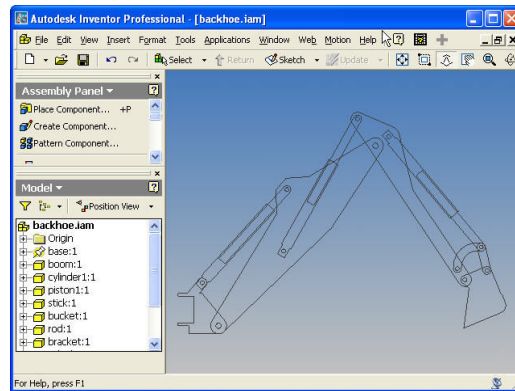 Autodesk Inventor Professional - [backhoe.iam]
File Edit View Insert Format Tools Applications Window Web Motion Help
Select Return Sketch Update
Assembly Panel
Place Component... +P
Create Component...
Pattern Component...
Model
Position View
backhoe.iam
Origin
base:1
boom:1
cylinder1:1
piston1:1
stick:1
bucket:1
rod:1
bracket:1
For Help, press F1